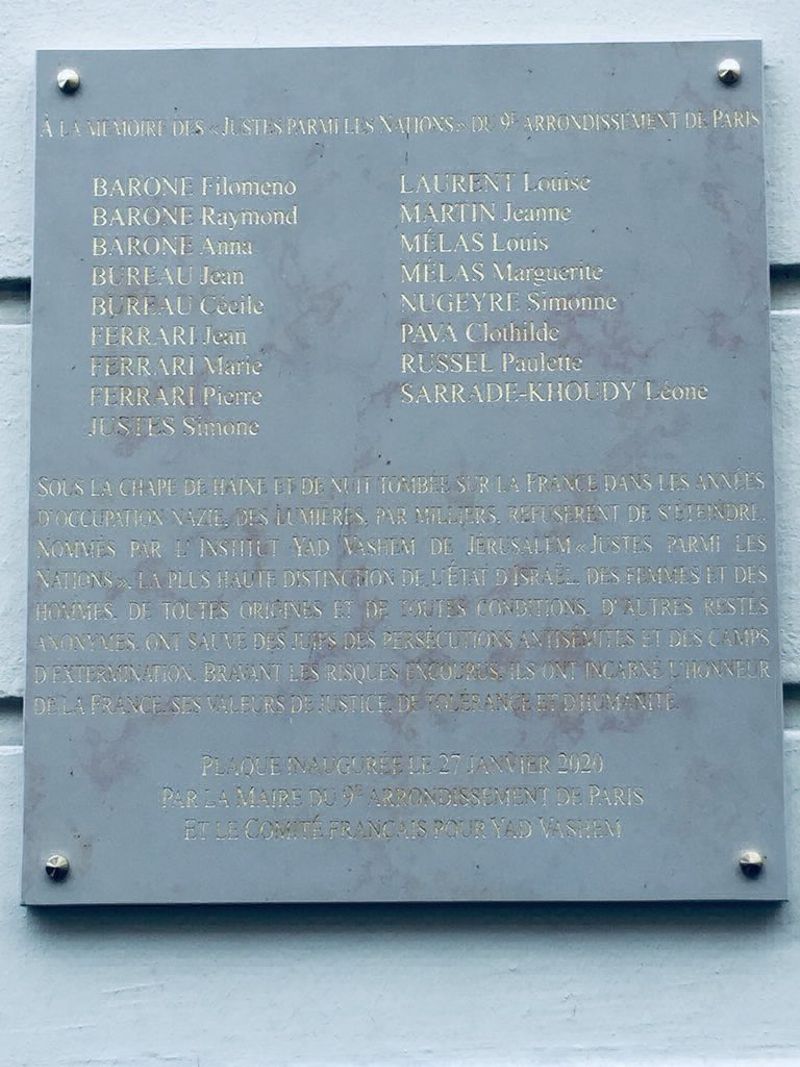 À LA MÉMOIRE DES «JUSTES PARMI LES NATIONS» DU 9E ARRONDISSEMENT DE PARIS
BARONE Filomeno
BARONE Raymond
BARONE Anna
BUREAU Jean
BUREAU Cécile
FERRARI Jean
FERRARI Marie
FERRARI Pierre
JUSTES Simone
LAURENT Louise
MARTIN Jeanne
MÉLAS Louis
MÉLAS Marguerite
NUGEYRE Simonne
PAVA Clothilde
RUSSEL Paulette
SARRADE-KHOUDY Léone
SOUS LA CHAPE DE HAINE ET DE NUIT TOMBÉE SUR LA FRANCE DANS LES ANNÉES
D'OCCUPATION NAZIE, DES LUMIÈRES, PAR MILLIERS, REFUSÈRENT DE S'ÉTEINDRE.
NOMMÉS PAR L'INSTITUT YAD VASHEM DE JÉRUSALEM «JUSTES PARMI LES
NATIONS», LA PLUS HAUTE DISTINCTION DE L'ÉTAT D'ISRAËL, DES FEMMES ET DES
HOMMES, DE TOUTES ORIGINES ET DE TOUTES CONDITIONS, D'AUTRES RESTÉS
ANONYMES, ONT SAUVÉ DES JUIFS DES PERSÉCUTIONS ANTISÉMITES ET DES CAMPS
D'EXTERMINATION. BRAVANT LES RISQUES ENCOURUS, ILS ONT INCARNÉ L'HONNEUR
DE LA FRANCE, SES VALEURS DE JUSTICE, DE TOLÉRANCE ET D'HUMANITÉ.
PLAQUE INAUGURÉE LE 27 JANVIER 2020
PAR LA MAIRE DU 9E ARRONDISSEMENT DE PARIS
ET LE COMITÉ FRANÇAIS POUR YAD VASHEM